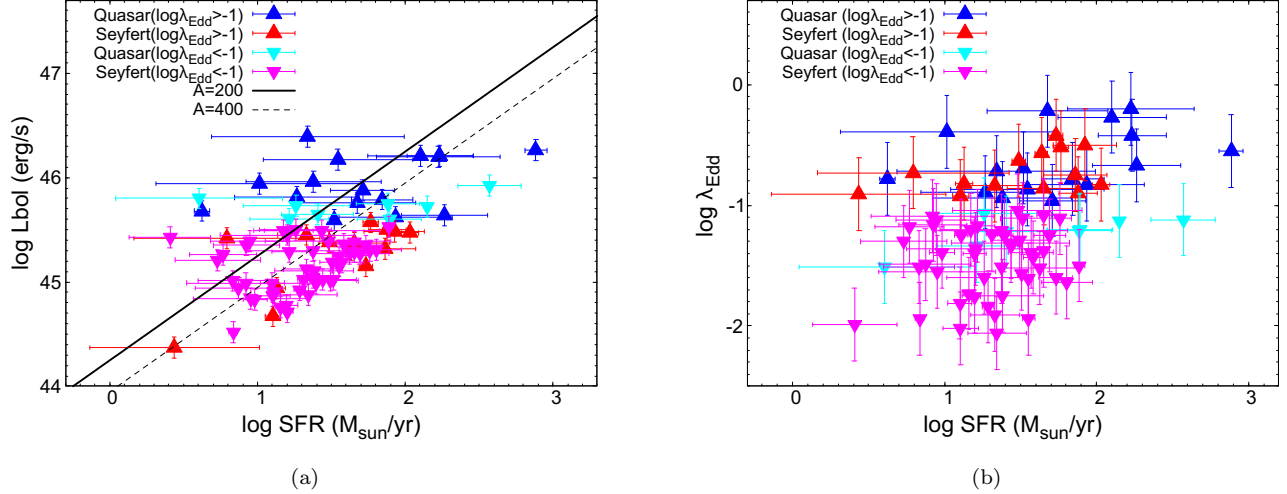 Quasar(logλEdd>-1)
Seyfert(logλEdd>-1)
Quasar(logλEdd<-1)
Seyfert(logλEdd<-1)
A=200
A=400
47
46
45
44
log Lbol (erg/s)
0 1 2 3
log SFR (Msun/yr)
(a)
Quasar (logλEdd>-1)
Seyfert (logλEdd>-1)
Quasar (logλEdd<-1)
Seyfert (logλEdd<-1)
0
-1
-2
log λEdd
0 1 2 3
log SFR (Msun/yr)
(b)